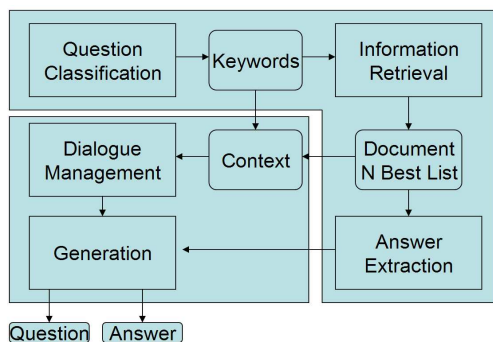 Question
Classification
Keywords
Information
Retrieval
Dialogue
Management
Context
Document
N Best List
Generation
Answer
Extraction
Question
Answer